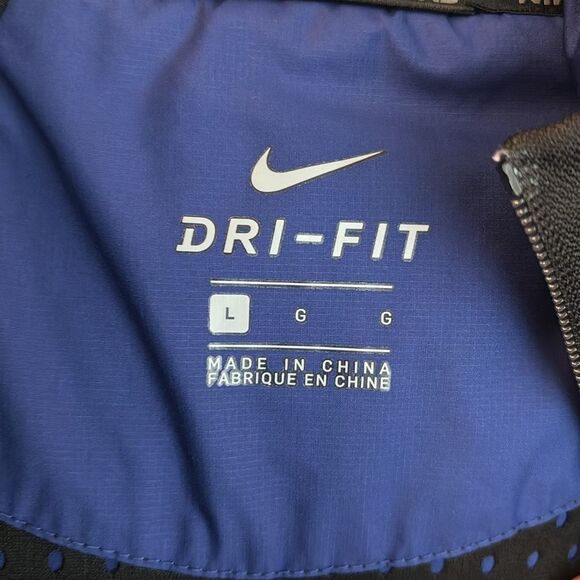 DRI-FIT
L G G
MADE IN CHINA
FABRIQUE EN CHINE